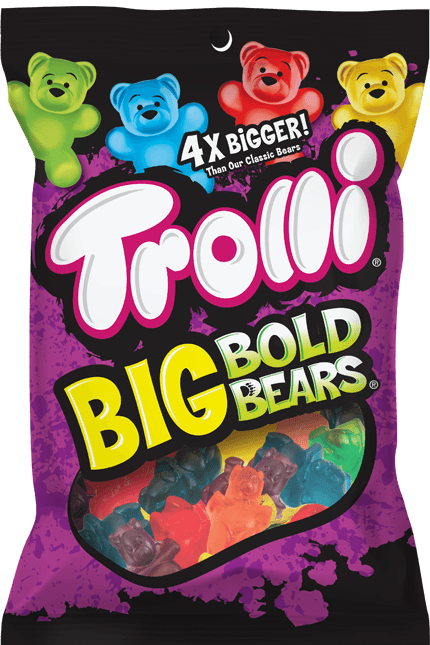 4X BiGGER!
Than Our Classic Bears
Trolli®
BIG BOLD
BEARS®